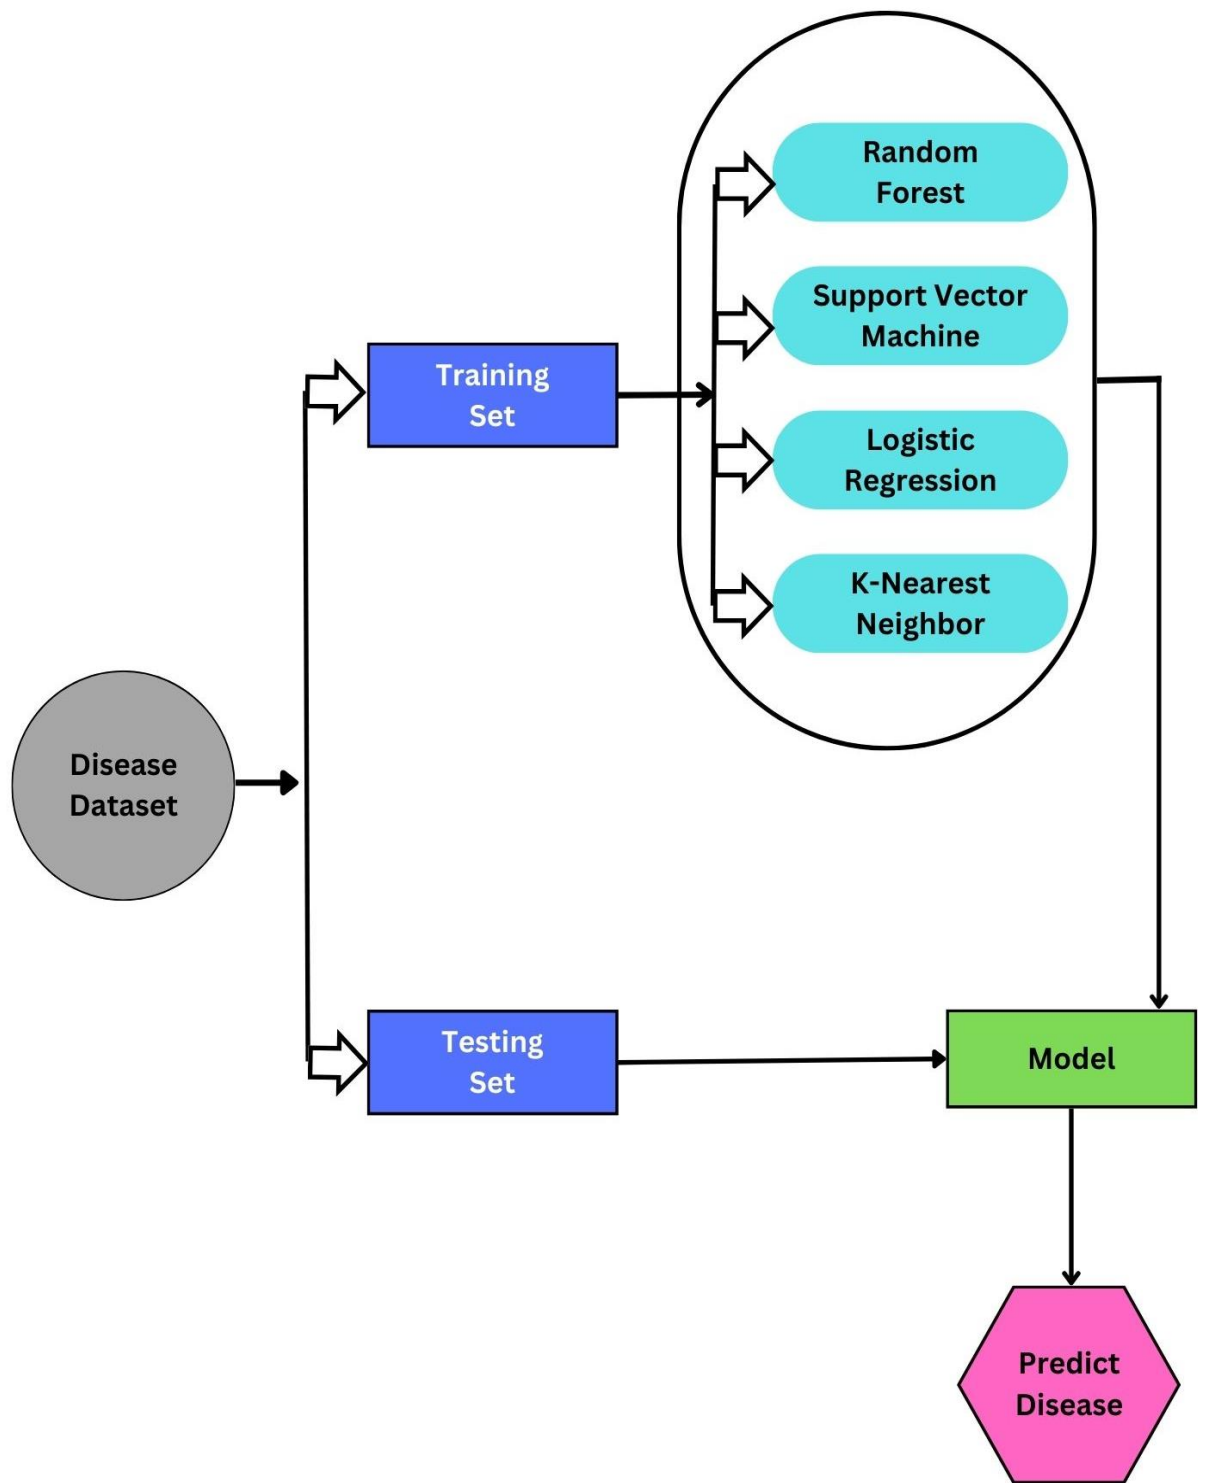 Random
Forest
Support Vector
Machine
Training
Set
Logistic
Regression
K-Nearest
Neighbor
Disease
Dataset
Testing
Set
Model
Predict
Disease